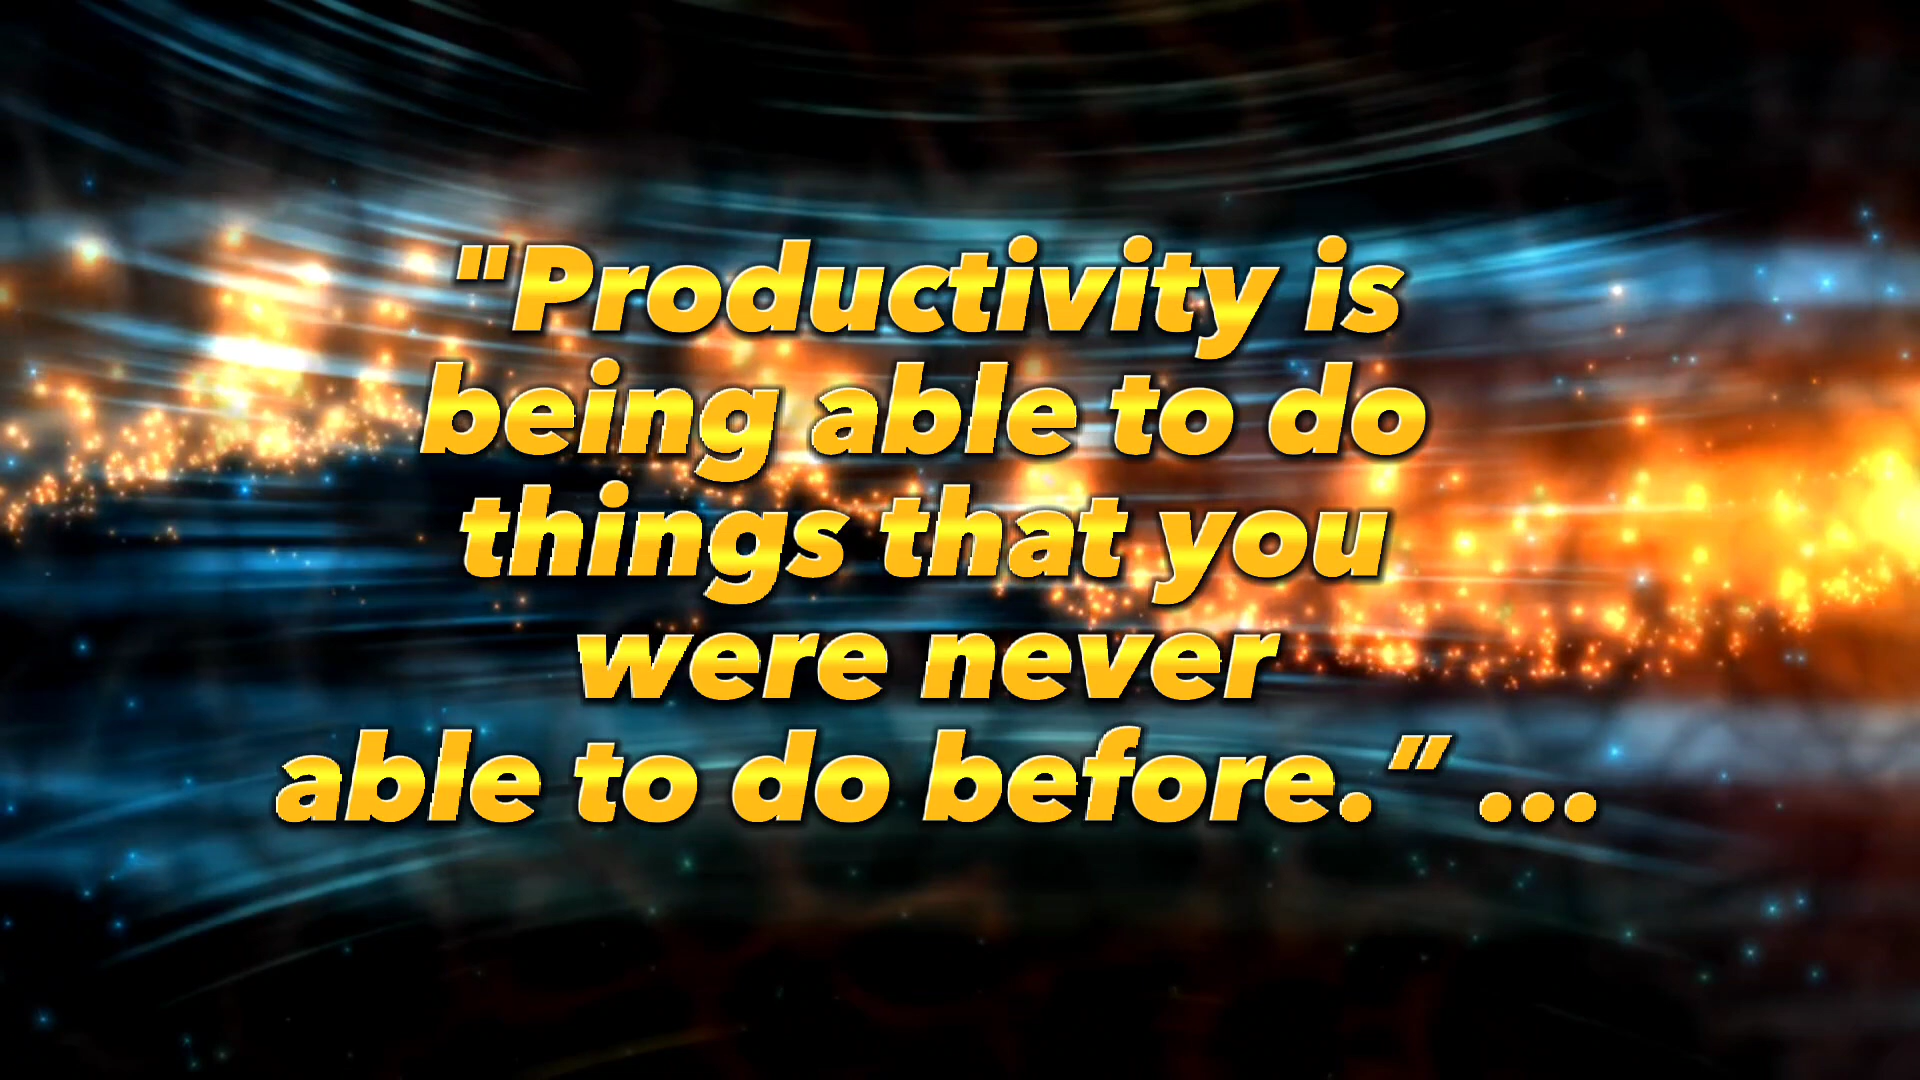 "Productivity is
being able to do
things that you
were never
able to do before.” ...